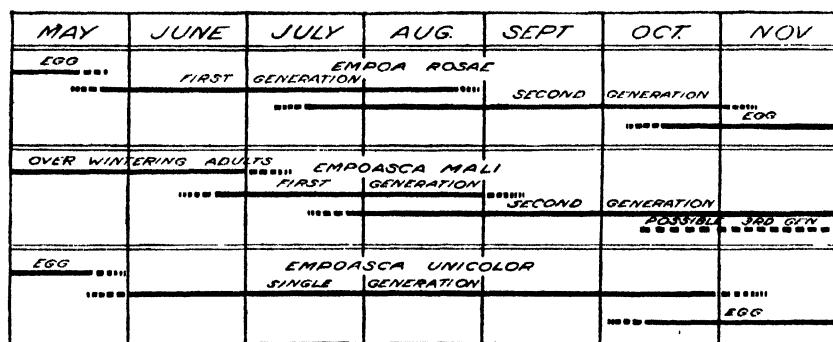 MAY JUNE JULY AUG. SEPT OCT. NOV
EGG EMPOA ROSAE
FIRST GENERATION
SECOND GENERATION
EGG
OVER WINTERING ADULTS EMPOASCA MALI
FIRST GENERATION
SECOND GENERATION
POSSIBLE 3RD GEN
EGG EMPOASCA UNICOLOR
SINGLE GENERATION
EGG